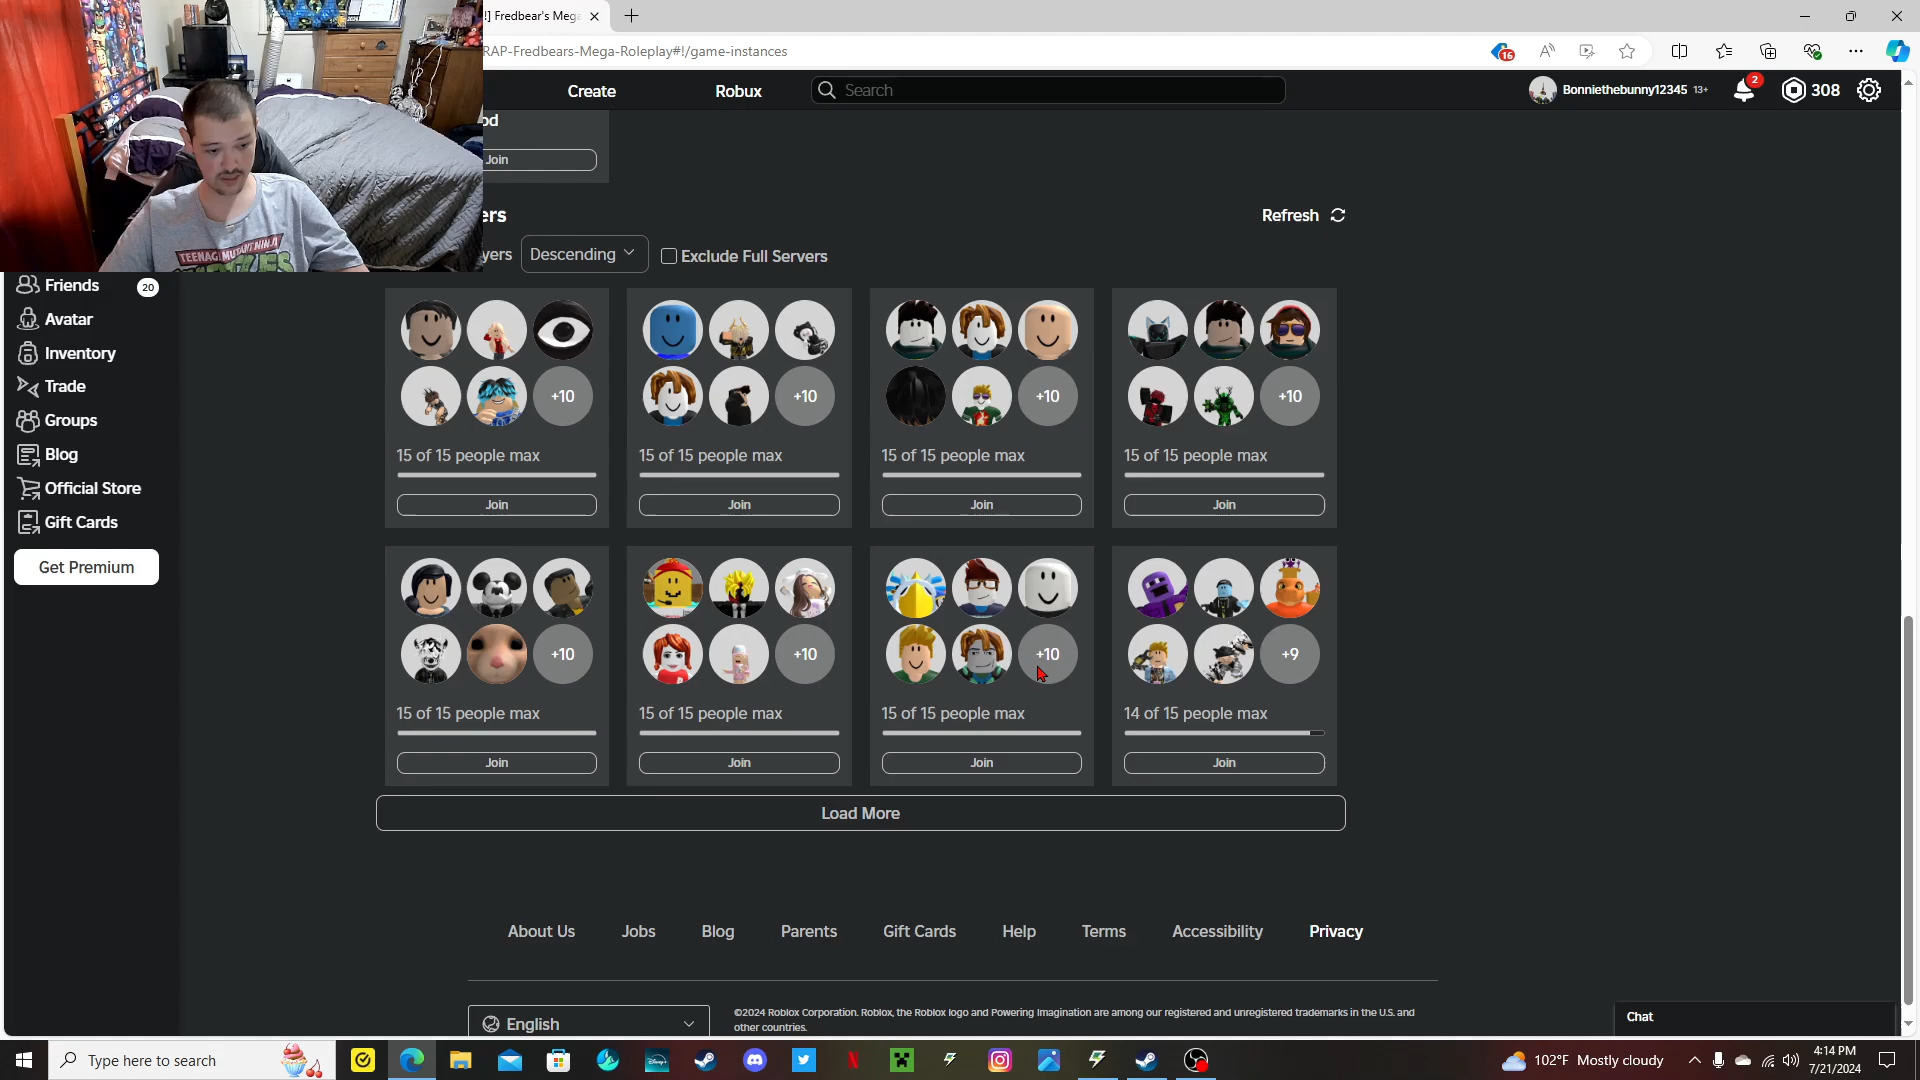 !] Fredbear's Mega
RAP-Fredbears-Mega-Roleplay#!/game-instances
16
Create
Robux
Search
Bonniethebunny12345 13+
2
308
Join
ers
Refresh
yers
Descending
Exclude Full Servers
TEENAGE MUTANT NINJA
Friends
20
Avatar
Inventory
Trade
Groups
Blog
Official Store
Gift Cards
Get Premium
+10
+10
+10
+10
15 of 15 people max
15 of 15 people max
15 of 15 people max
15 of 15 people max
Join
Join
Join
Join
+10
+10
+10
+9
15 of 15 people max
15 of 15 people max
15 of 15 people max
14 of 15 people max
Join
Join
Join
Join
Load More
About Us
Jobs
Blog
Parents
Gift Cards
Help
Terms
Accessibility
Privacy
English
©2024 Roblox Corporation. Roblox, the Roblox logo and Powering Imagination are among our registered and unregistered trademarks in the U.S. and
other countries.
Chat
Type here to search
Disney+
102°F Mostly cloudy
4:14 PM
7/21/2024